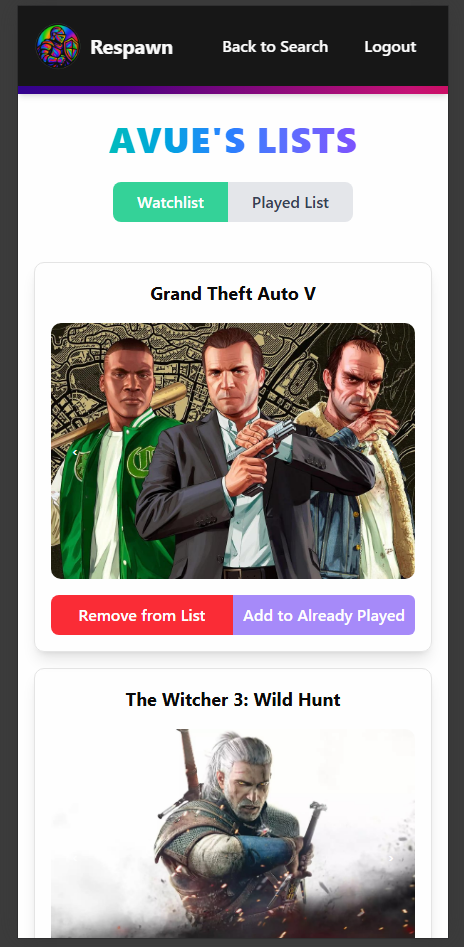 Respawn
Back to Search
Logout
AVUE'S LISTS
Watchlist
Played List
Grand Theft Auto V
Remove from List
Add to Already Played
The Witcher 3: Wild Hunt